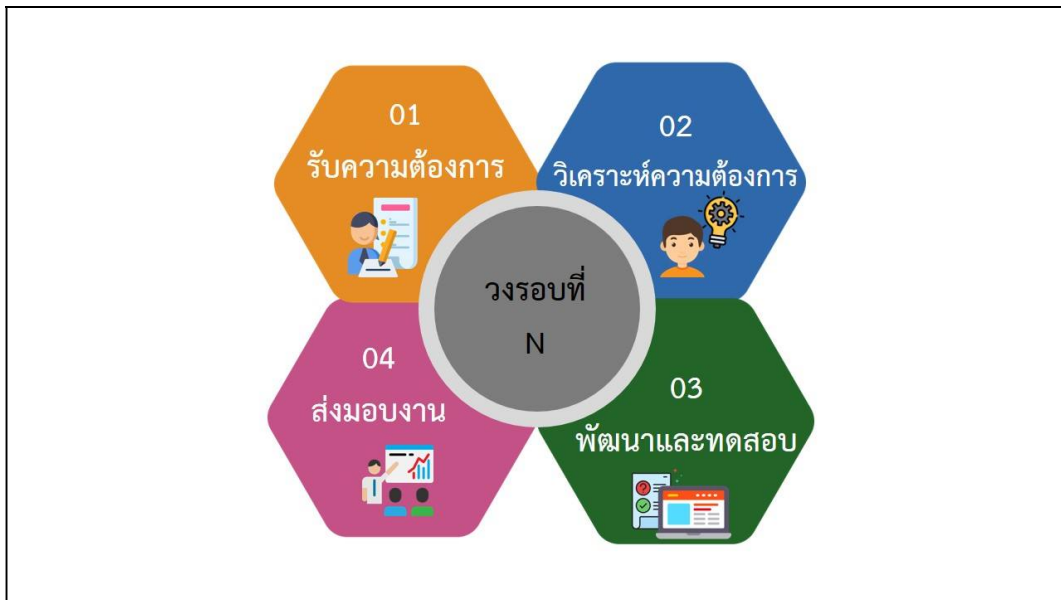 01
รับความต้องการ
02
วิเคราะห์ความต้องการ
วงรอบที่
N
03
พัฒนาและทดสอบ
04
ส่งมอบงาน